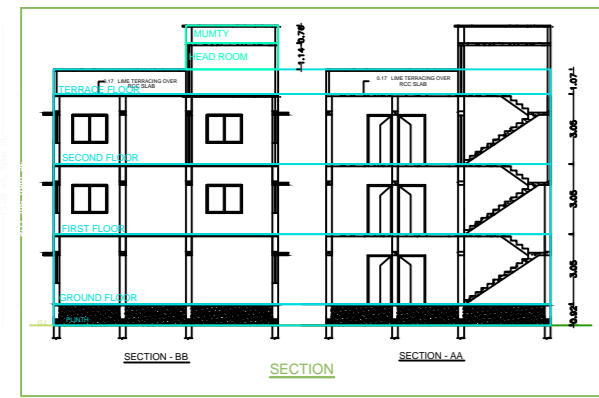 MUMTY
HEAD ROOM
1.14
0.76
0.17 LIME TERRACING OVER
RCC SLAB
0.17 LIME TERRACING OVER
RCC SLAB
TERRACE FLOOR
1.07
3.05
SECOND FLOOR
3.05
FIRST FLOOR
3.05
GROUND FLOOR
PLINTH
0.92
SECTION - BB
SECTION - AA
SECTION